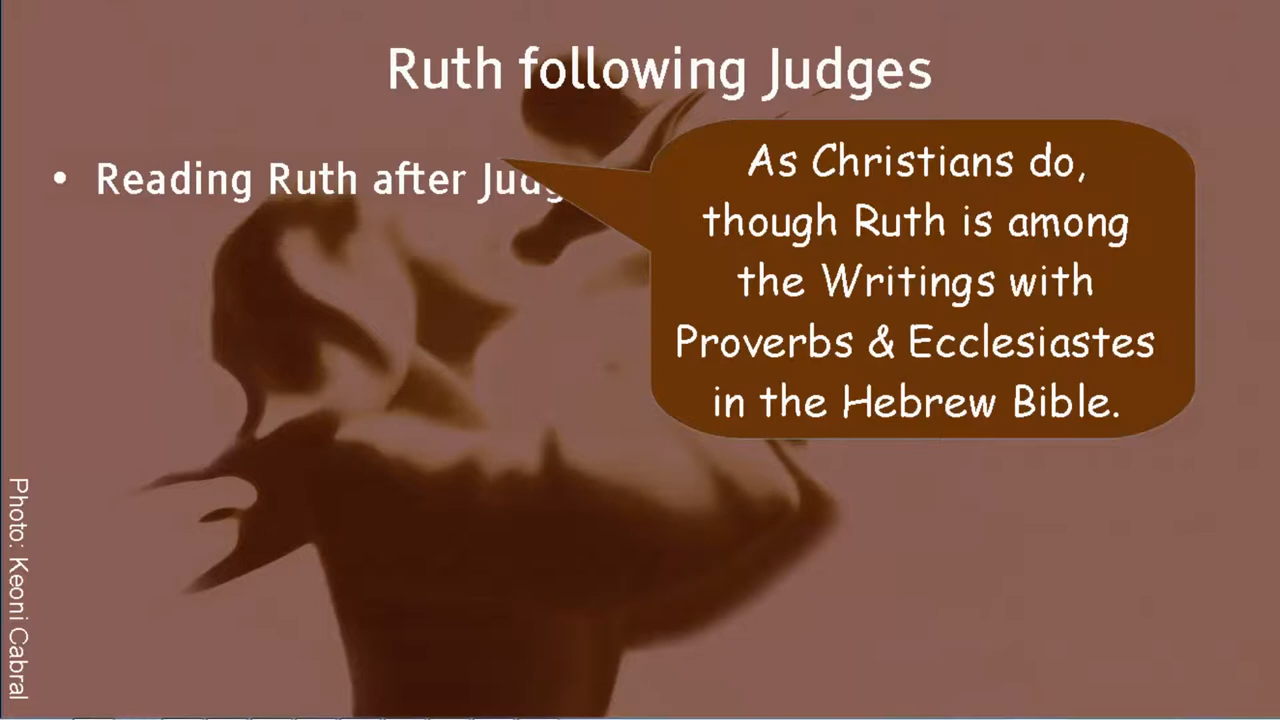 Ruth following Judges
• Reading Ruth after
As Christians do,
though Ruth is among
the Writings with
Proverbs & Ecclesiastes
in the Hebrew Bible.
Photo: Keoni Cabral